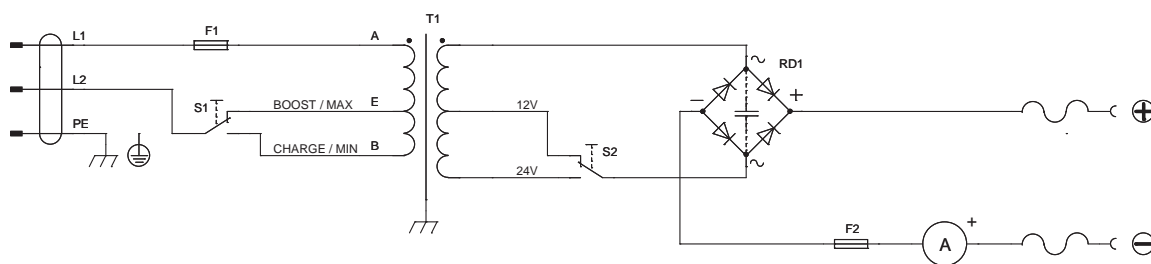 T1
L1
F1
A
RD1
L2
S1
BOOST / MAX
E
12V
PE
CHARGE / MIN
B
S2
24V
F2
A